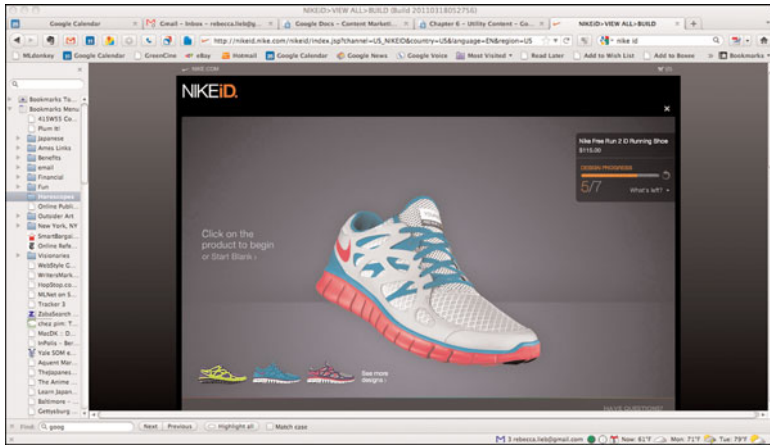 NIKEiD>VIEW ALL>BUILD (Build 20110318052756)
Google Calendar
Gmail - Inbox - rebecca.lieb@g...
Google Docs - Content Marketi...
Chapter 6 - Utility Content - Go...
NIKEiD>VIEW ALL>BUILD
http://nikeid.nike.com/nikeid/index.jsp?channel=US_NIKEID&country=US&language=EN&region=US
nike id
MLdonkey
Google Calendar
GreenCine
eBay
Hotmail
Google Calendar
Google News
Google Voice
Most Visited
Read Later
Add to Wish List
Add to Boxee
Bookmarks
NIKE.COM
NIKEiD.
Bookmarks To...
Bookmarks Menu
415W55 Co...
Plum It!
Japanese
Ames Links
Benefits
email
Financial
Fun
Horoscopes
Online Publi...
Outsider Art
New York, NY
SmartBargai...
Online Refe...
Visionaries
WebStyle G...
WritersMark...
HopStop.co...
MLNet on S...
Tracker 3
ZabaSearch
chez pim: T...
MacDK : D...
InPolis - Ber...
Yale SOM e...
Aquent Mar...
TheJapanes...
The Anime
Learn Japan...
Baltimore -
Gettysburg
Nike Free Run 2 iD Running Shoe
$115.00
DESIGN PROGRESS
5/7
What's left?
Click on the
product to begin
or Start Blank ›
See more
designs ›
HAVE QUESTIONS?
Find:
goog
Next
Previous
Highlight all
Match case
3 rebecca.lieb@gmail.com
Now: 61°F
Mon: 71°F
Tue: 79°F